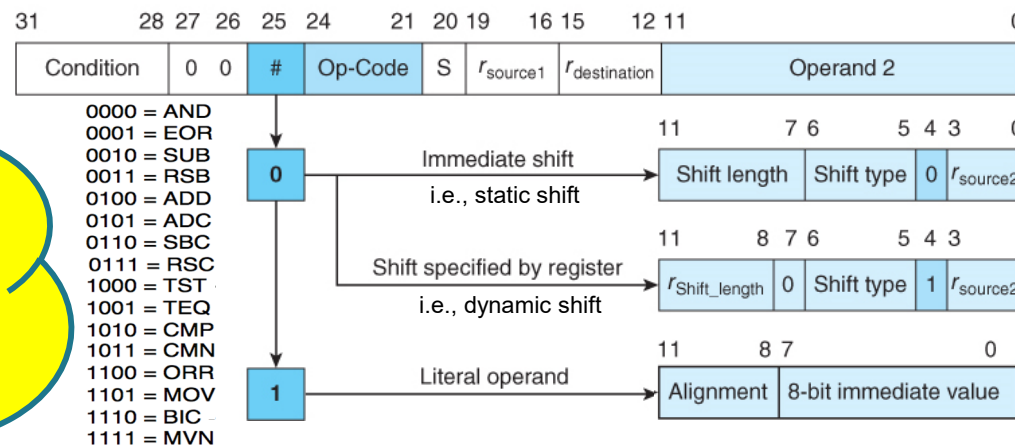 31 28 27 26 25 24 21 20 19 16 15 12 11 0
Condition 0 0 # Op-Code S rsource1 rdestination Operand 2
0000 = AND
0001 = EOR
0010 = SUB
0011 = RSB
0100 = ADD
0101 = ADC
0110 = SBC
0111 = RSC
1000 = TST
1001 = TEQ
1010 = CMP
1011 = CMN
1100 = ORR
1101 = MOV
1110 = BIC
1111 = MVN
11 7 6 5 4 3 0
0 Immediate shift Shift length Shift type 0 rsource2
i.e., static shift
11 8 7 6 5 4 3
Shift specified by register rShift_length 0 Shift type 1 rsource2
i.e., dynamic shift
11 8 7 0
1 Literal operand Alignment 8-bit immediate value